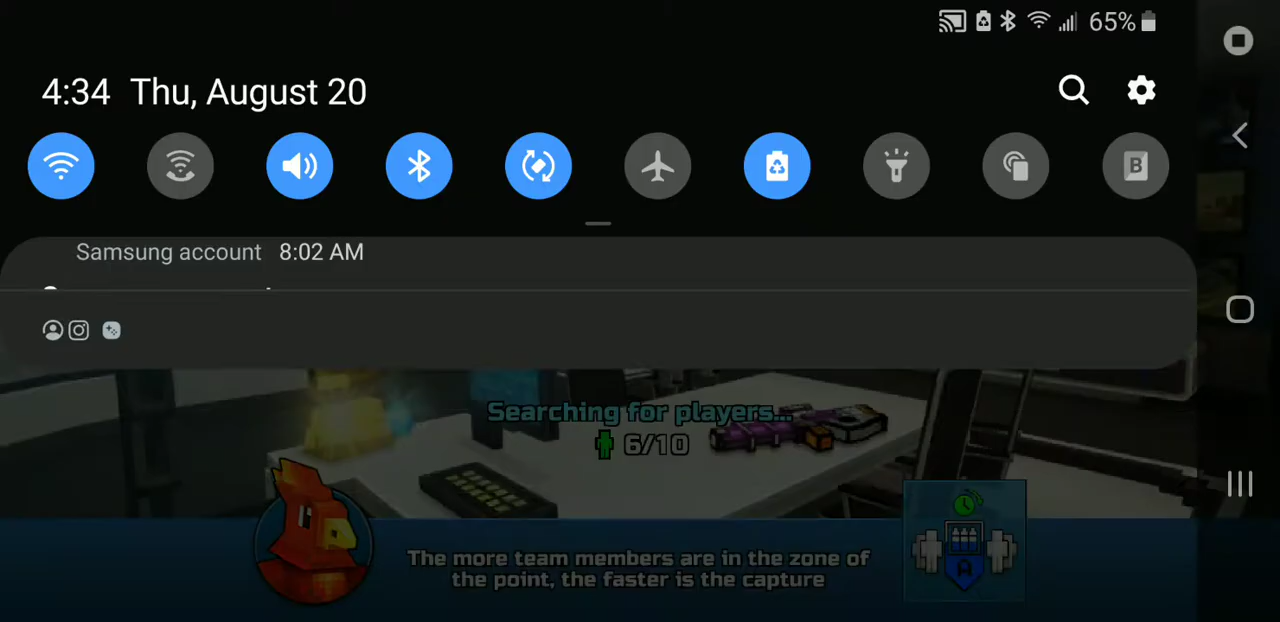 65%
4:34 Thu, August 20
B
Samsung account 8:02 AM
Searching for players...
6/10
The more team members are in the zone of
the point, the faster is the capture
A